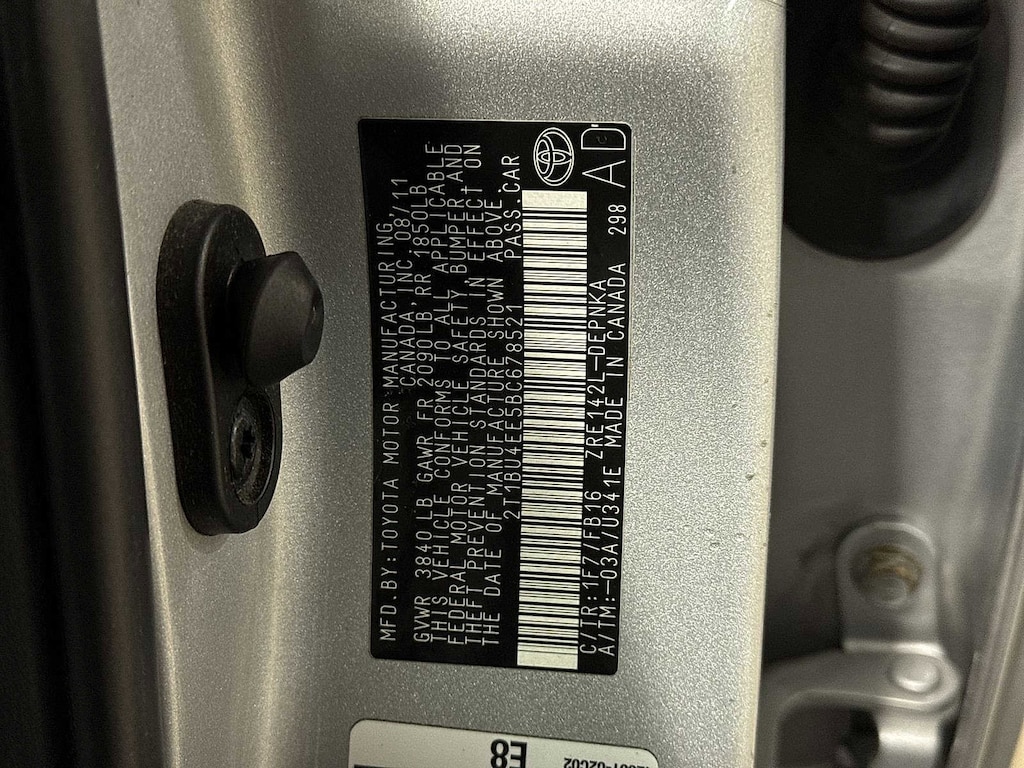 MFD.BY:TOYOTA MOTOR MANUFACTURING,
CANADA, INC. 08/11
GVWR 3840LB GAWR FR 2090LB RR 1850LB
THIS VEHICLE CONFORMS TO ALL APPLICABLE
FEDERAL MOTOR VEHICLE SAFETY BUMPER AND
THEFT PREVENTION STANDARDS IN EFFECT ON
THE DATE OF MANUFACTURE SHOWN ABOVE.
2T1BU4EE5BC678521 PASS.CAR
C/TR:1F7/FB16 ZRE142L-DEPNKA
A/TM:-03A/U341E MADE IN CANADA 298 AD
E8